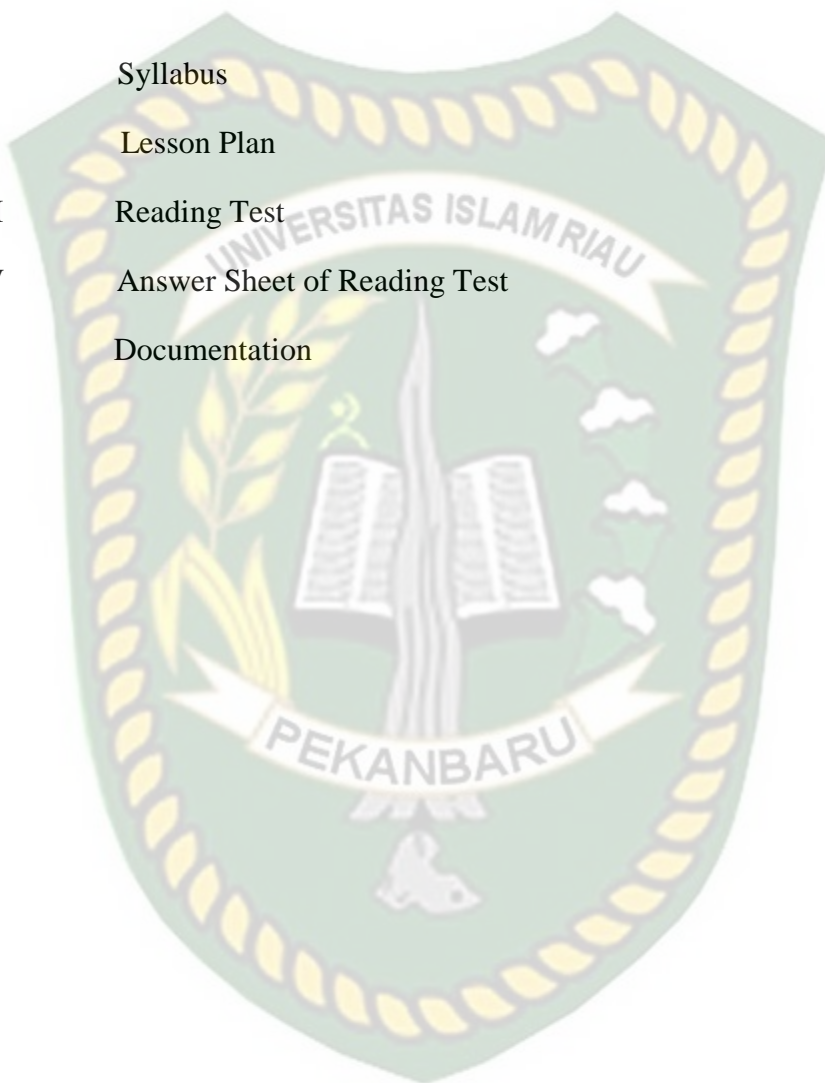 Syllabus
Lesson Plan
Reading Test
Answer Sheet of Reading Test
Documentation
UNIVERSITAS ISLAM RIAU
PEKANBARU